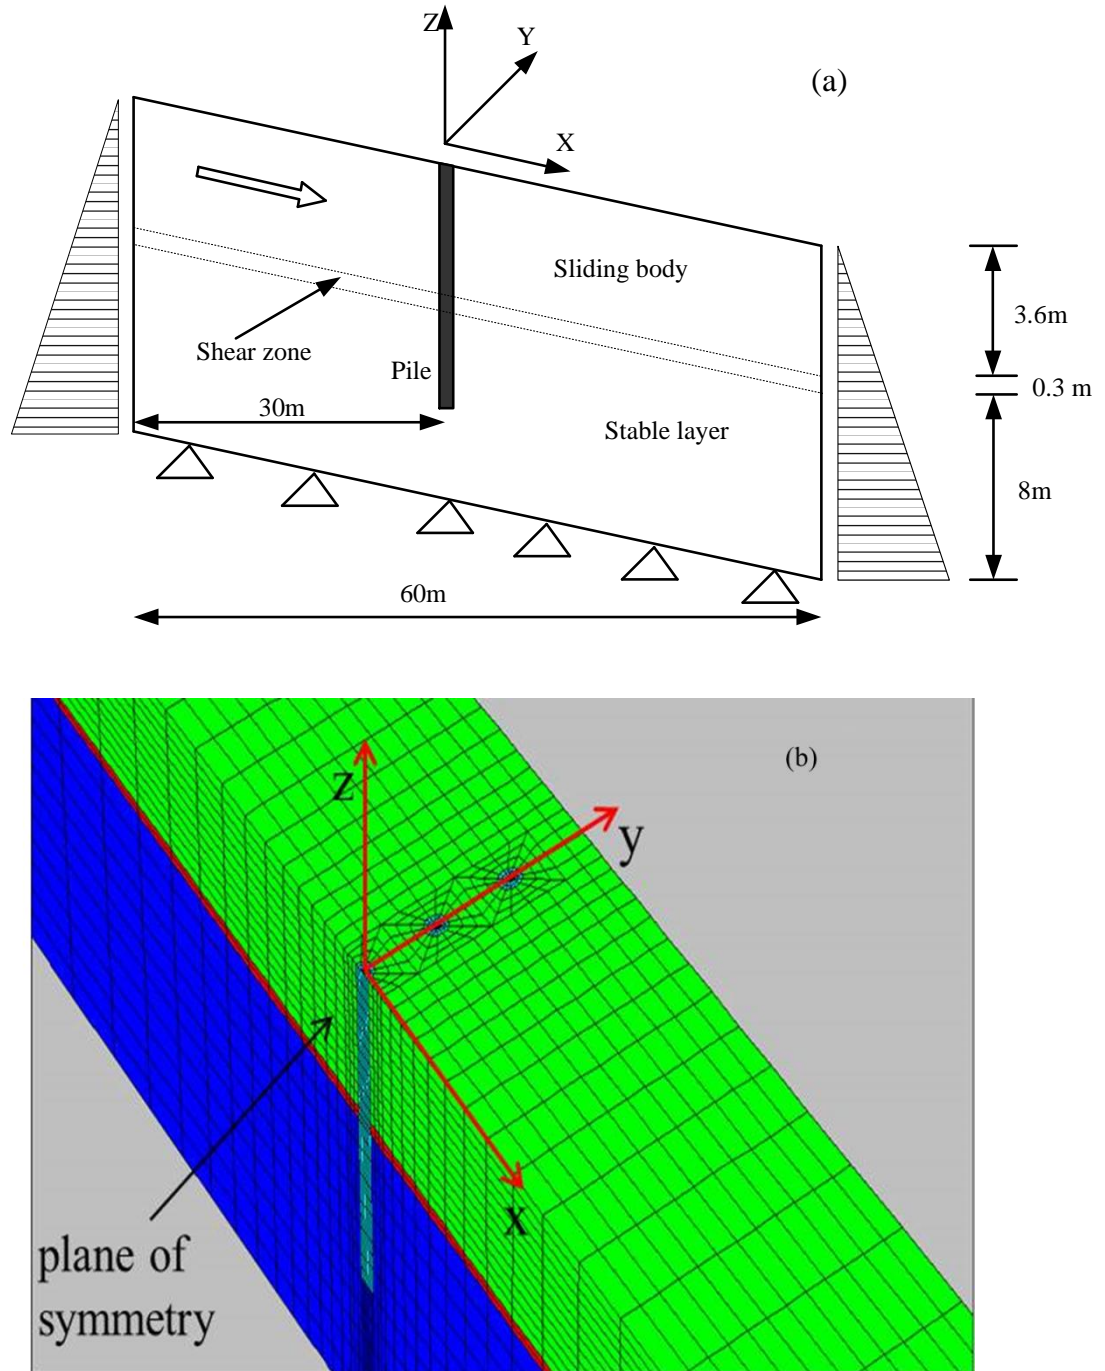 Z
Y
(a)
X
Sliding body
3.6m
Shear zone
Pile
0.3 m
30m
Stable layer
8m
60m
(b)
z
y
x
plane of
symmetry